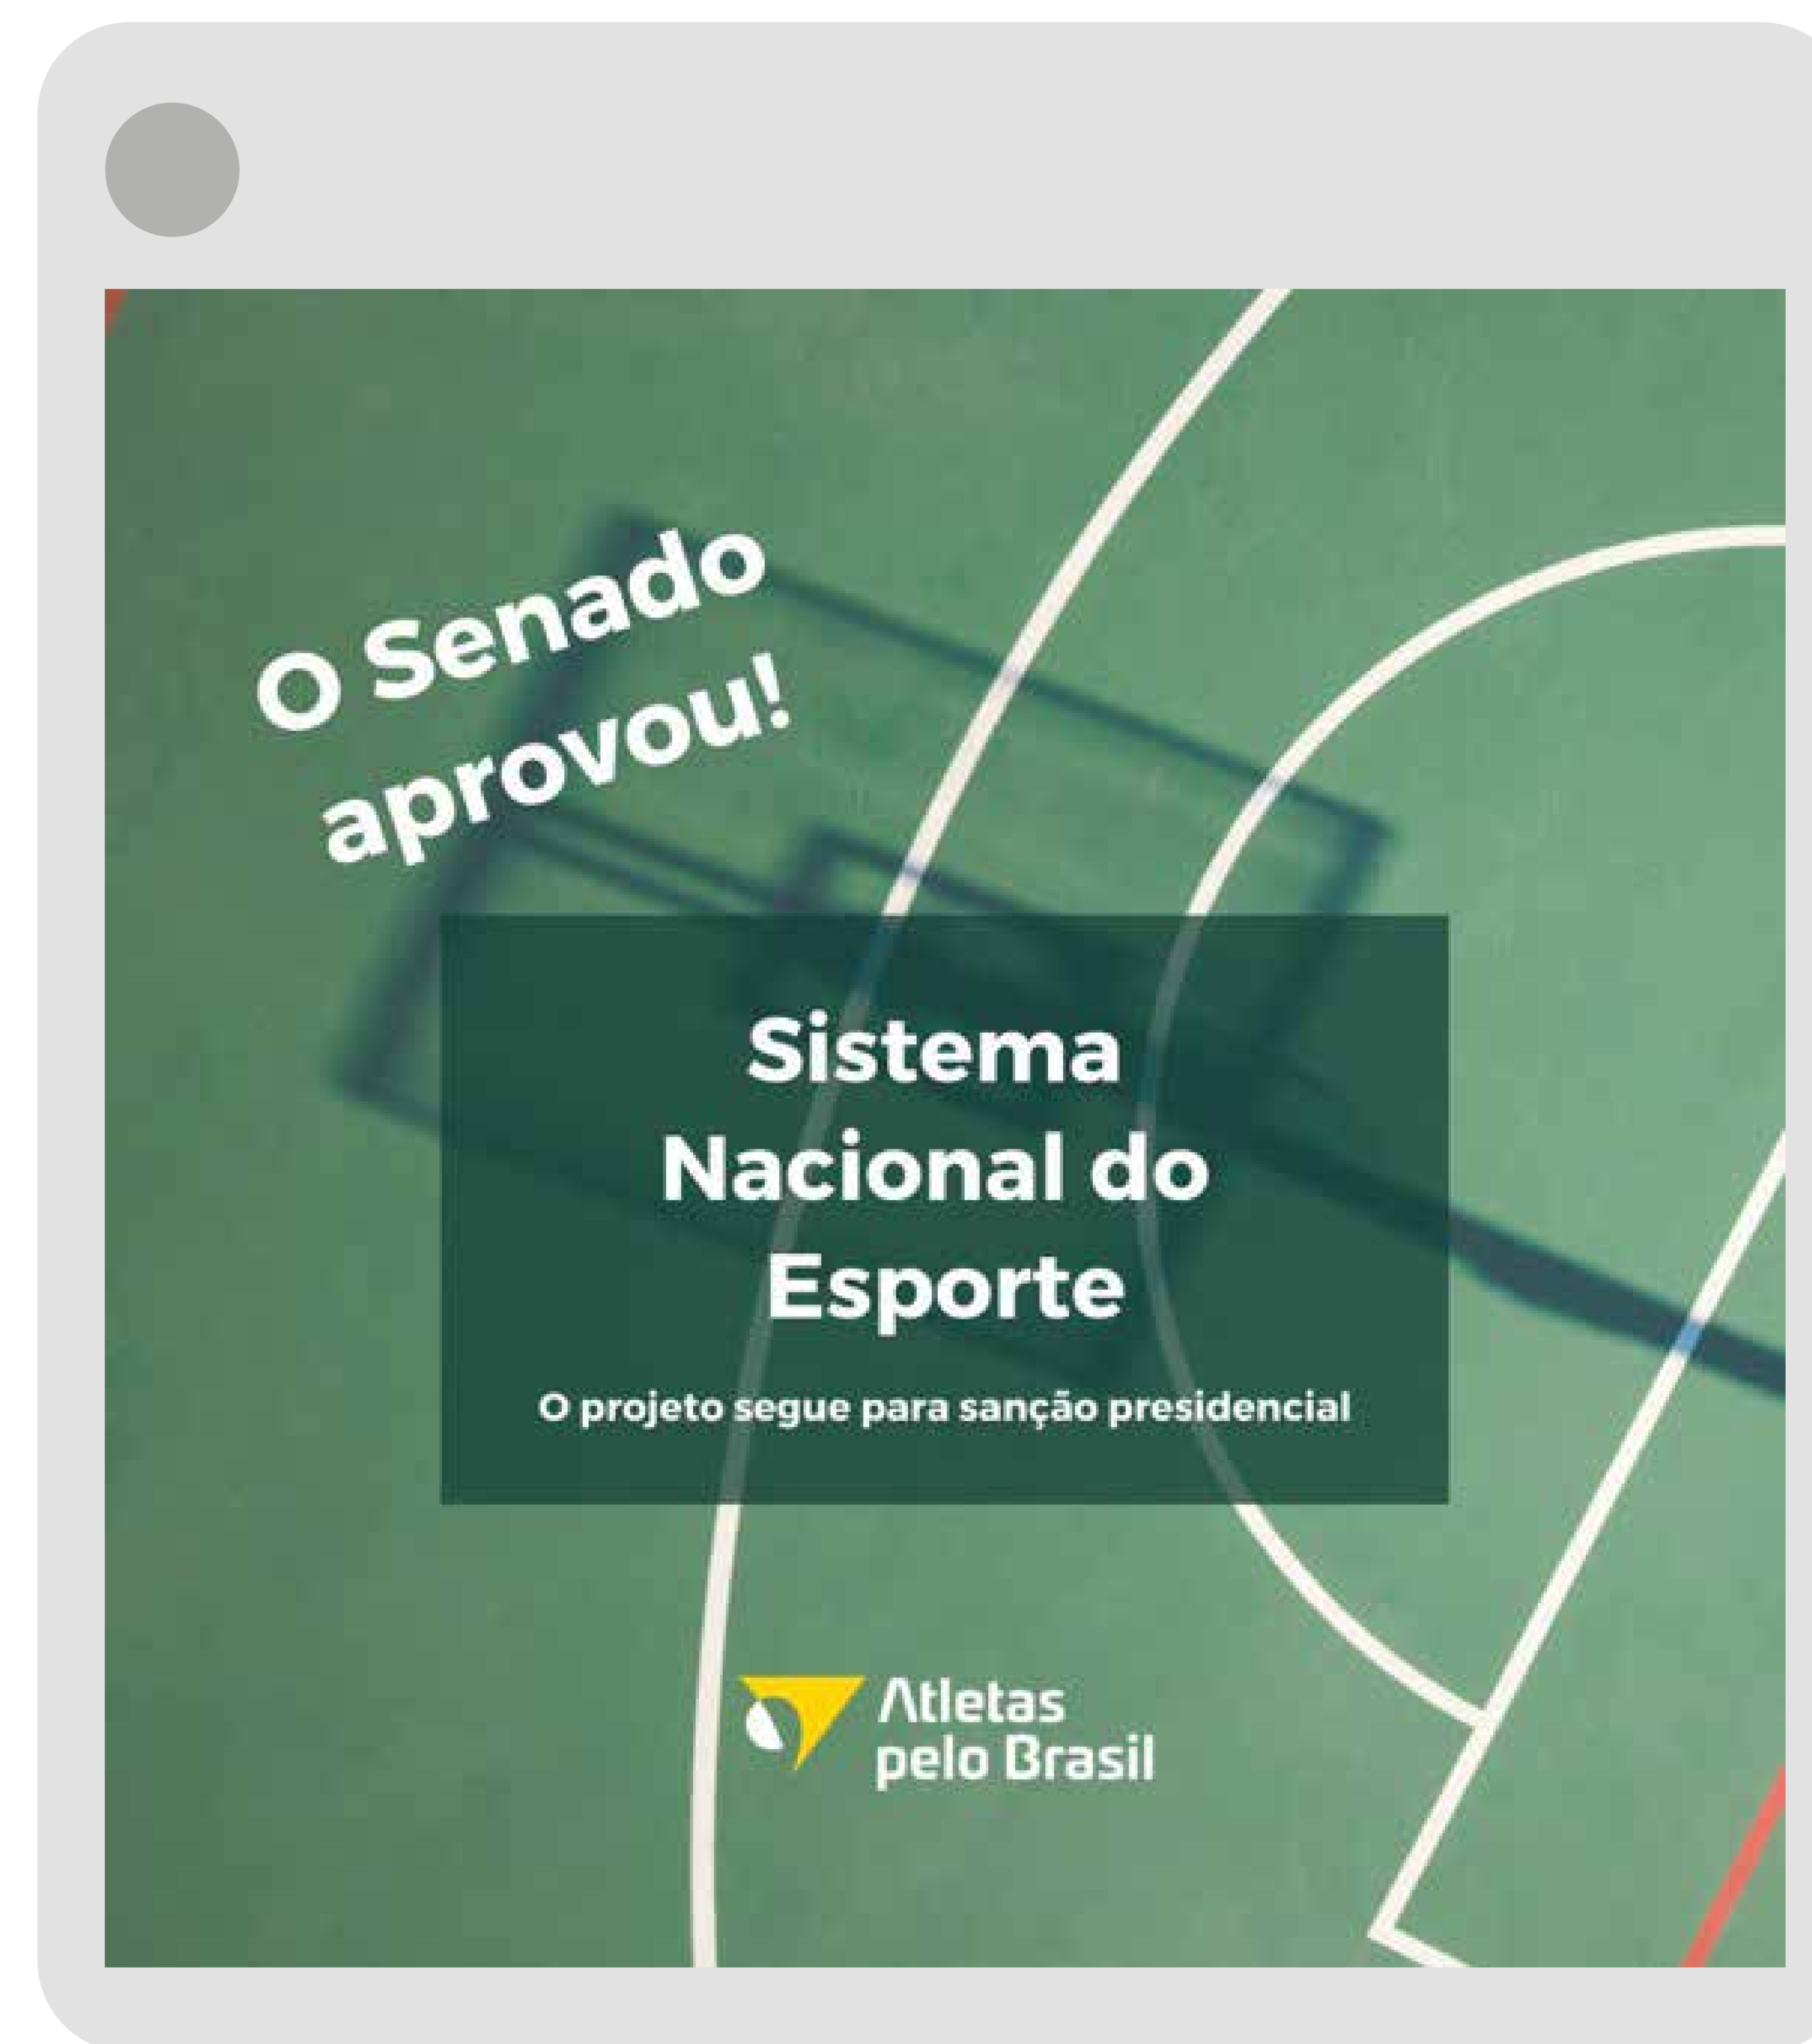 O Senado
aprovou!
Sistema
Nacional do
Esporte
O projeto segue para sanção presidencial
Atletas
pelo Brasil